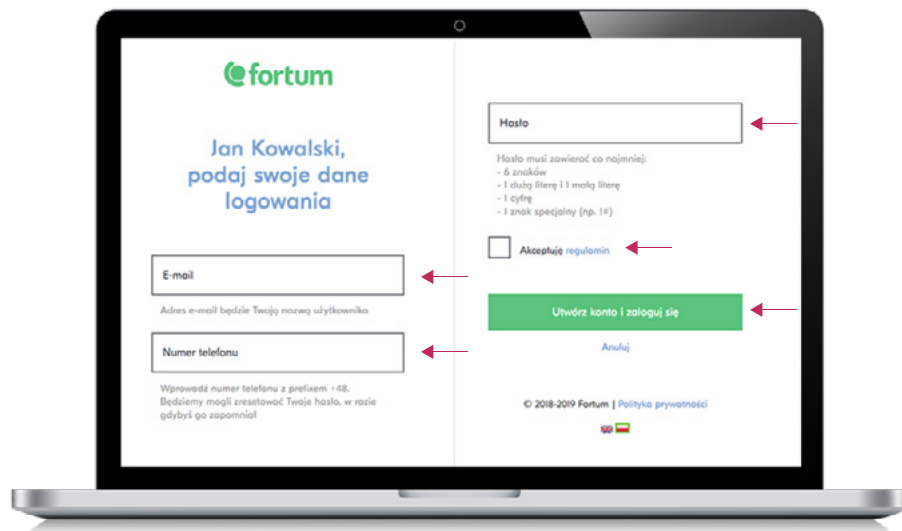 fortum
Jan Kowalski,
podaj swoje dane
logowania
E-mail
Adres e-mail będzie Twoją nazwą użytkownika
Numer telefonu
Wprowadź numer telefonu z prefixem +48.
Będziemy mogli zresetować Twoje hasło, w razie
gdybyś go zapomniał
Hasło
Hasło musi zawierać co najmniej:
- 6 znaków
- 1 dużą literę i 1 małą literę
- 1 cyfrę
- 1 znak specjalny (np. !#)
Akceptuję regulamin
Utwórz konto i zaloguj się
Anuluj
© 2018-2019 Fortum | Polityka prywatności